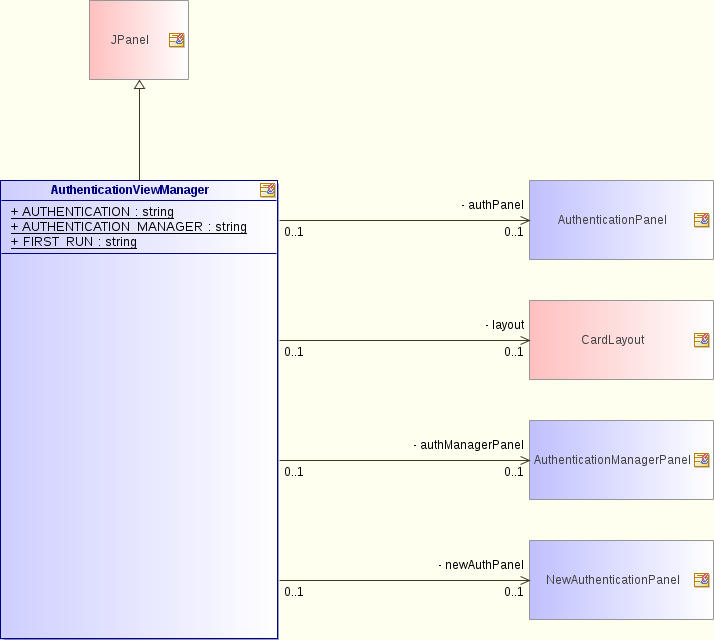 JPanel
AuthenticationViewManager
+ AUTHENTICATION : string
+ AUTHENTICATION_MANAGER : string
+ FIRST_RUN : string
- authPanel
0..1
0..1
AuthenticationPanel
- layout
0..1
0..1
CardLayout
- authManagerPanel
0..1
0..1
AuthenticationManagerPanel
- newAuthPanel
0..1
0..1
NewAuthenticationPanel